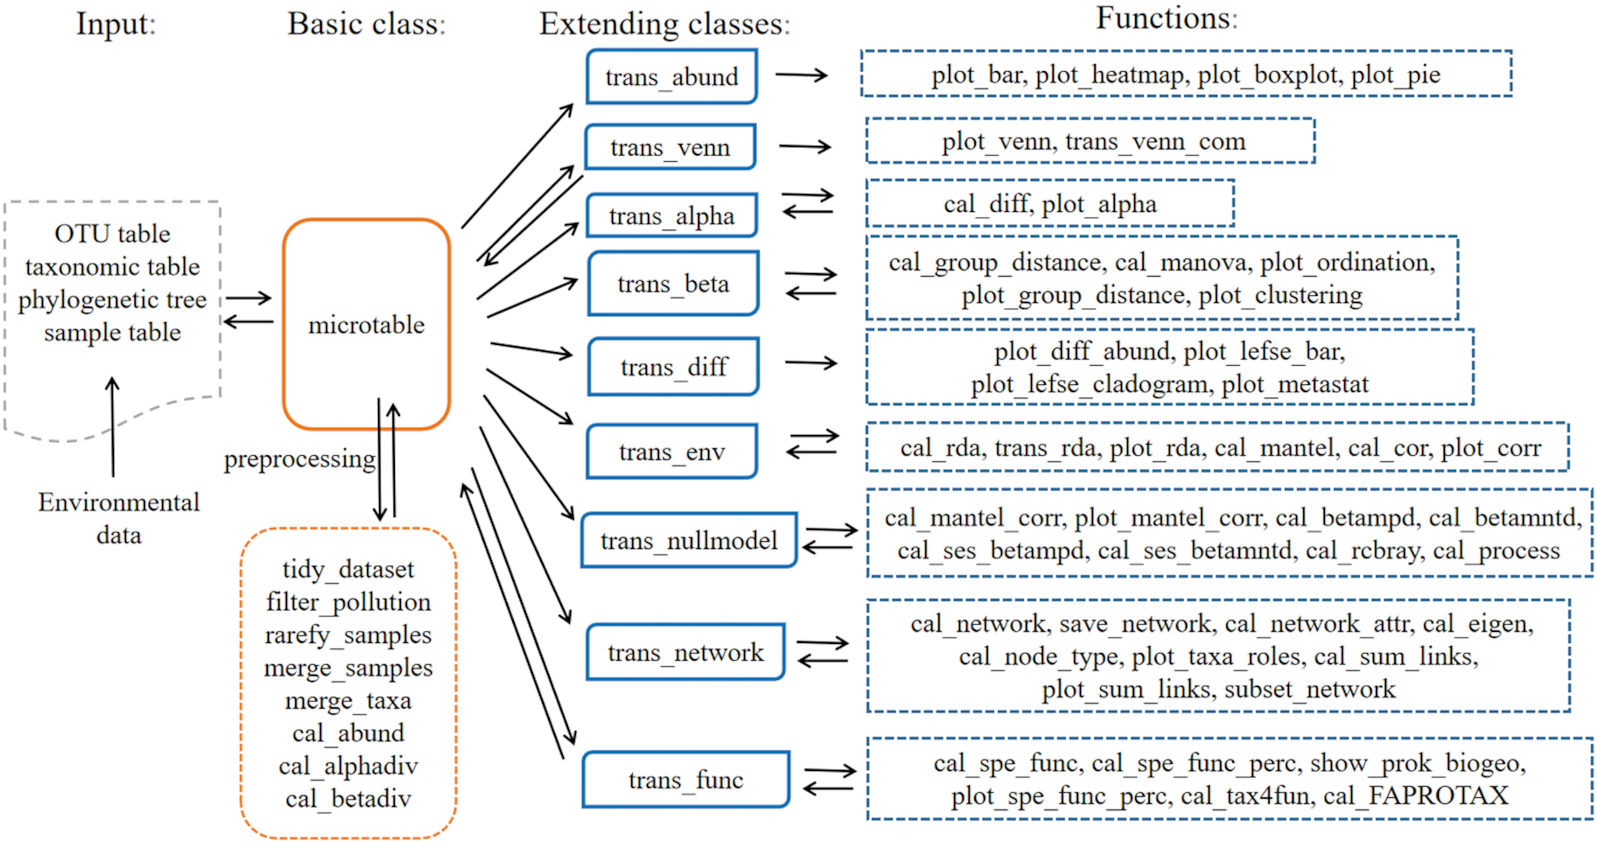 Input:
Basic class:
Extending classes:
Functions:
OTU table
taxonomic table
phylogenetic tree
sample table
Environmental
data
microtable
preprocessing
tidy_dataset
filter_pollution
rarefy_samples
merge_samples
merge_taxa
cal_abund
cal_alphadiv
cal_betadiv
trans_abund
plot_bar, plot_heatmap, plot_boxplot, plot_pie
trans_venn
plot_venn, trans_venn_com
trans_alpha
cal_diff, plot_alpha
trans_beta
cal_group_distance, cal_manova, plot_ordination,
plot_group_distance, plot_clustering
trans_diff
plot_diff_abund, plot_lefse_bar,
plot_lefse_cladogram, plot_metastat
trans_env
cal_rda, trans_rda, plot_rda, cal_mantel, cal_cor, plot_corr
trans_nullmodel
cal_mantel_corr, plot_mantel_corr, cal_betampd, cal_betamntd,
cal_ses_betampd, cal_ses_betamntd, cal_rcbray, cal_process
trans_network
cal_network, save_network, cal_network_attr, cal_eigen,
cal_node_type, plot_taxa_roles, cal_sum_links,
plot_sum_links, subset_network
trans_func
cal_spe_func, cal_spe_func_perc, show_prok_biogeo,
plot_spe_func_perc, cal_tax4fun, cal_FAPROTAX